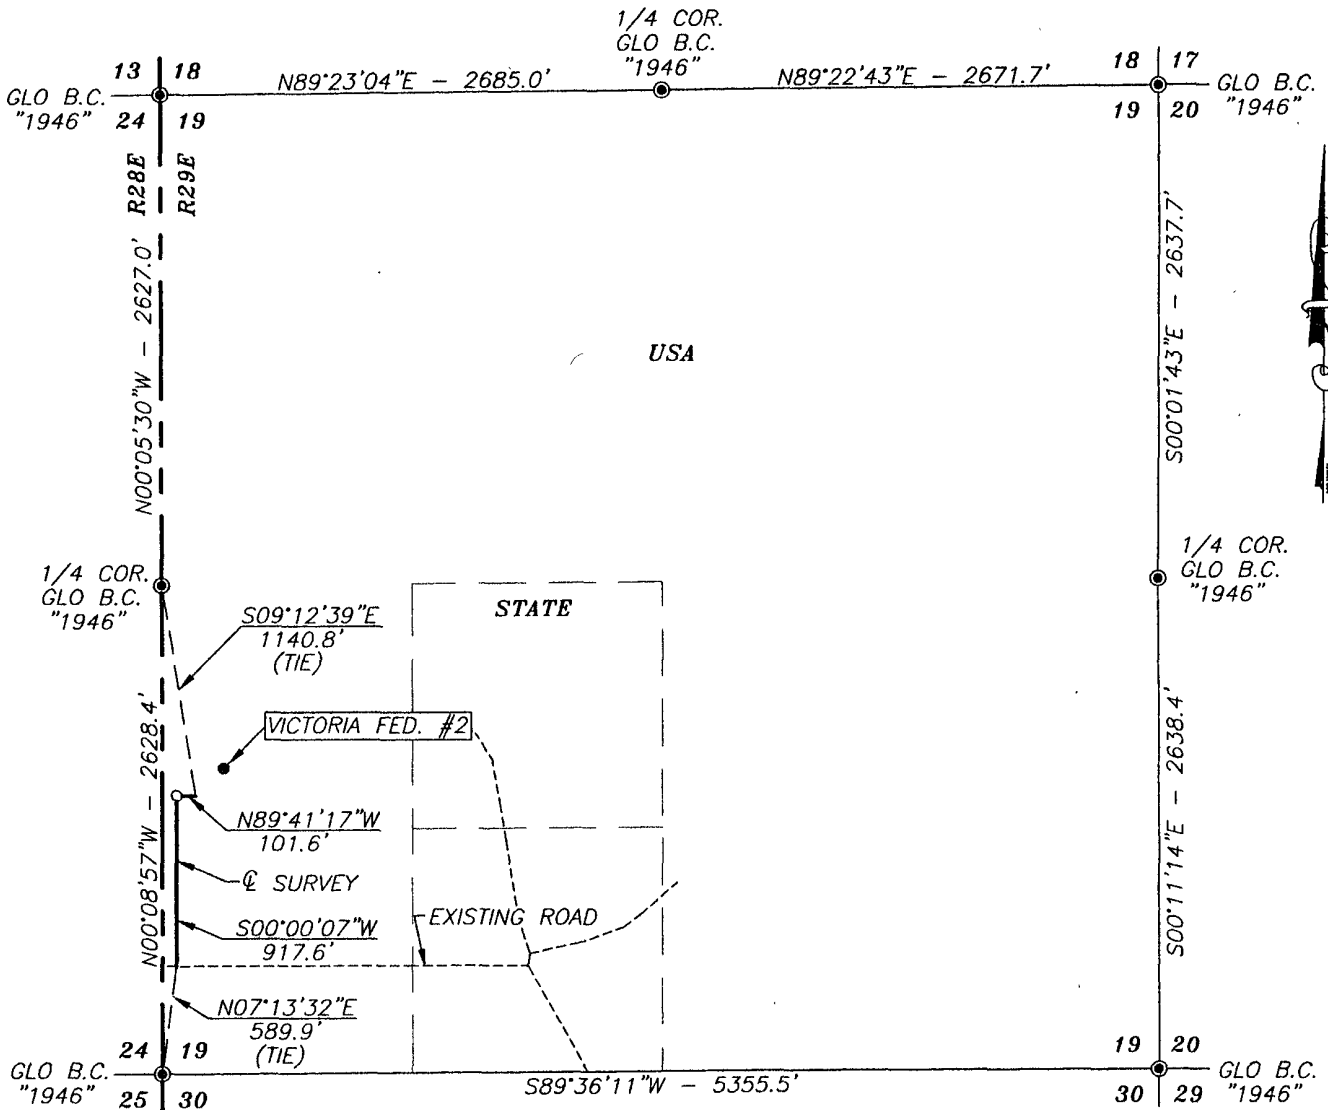 1/4 COR.
GLO B.C.
"1946"
13 18
18 17
N89°23'04"E - 2685.0'
N89°22'43"E - 2671.7'
GLO B.C.
"1946"
24 19
19 20
GLO B.C.
"1946"
R28E
R29E
N00°05'30"W - 2627.0'
S00°01'43"E - 2637.7'
USA
1/4 COR.
GLO B.C.
"1946"
1/4 COR.
GLO B.C.
"1946"
STATE
S09°12'39"E
1140.8'
(TIE)
VICTORIA FED. #2
N00°08'57"W - 2628.4'
S00°11'14"E - 2638.4'
N89°41'17"W
101.6'
℄ SURVEY
S00°00'07"W
917.6'
EXISTING ROAD
N07°13'32"E
589.9'
(TIE)
24 19
19 20
GLO B.C.
"1946"
25 30
S89°36'11"W - 5355.5'
30 29
GLO B.C.
"1946"